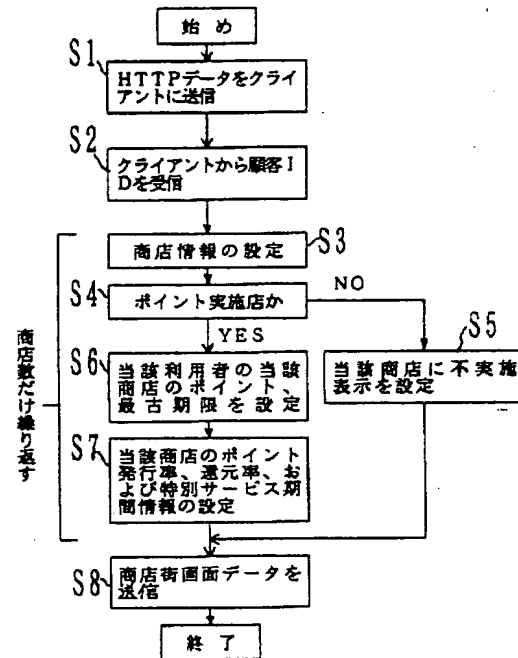 始め
S1
HTTPデータをクライ
アントに送信
S2
クライアントから顧客I
Dを受信
商店情報の設定
S3
S4
ポイント実施店か
NO
YES
S5
当該商店に不実施
表示を設定
S6
当該利用者の当該
商店のポイント、
最古期限を設定
商店数だけ繰り返す
S7
当該商店のポイント
発行率、還元率、お
よび特別サービス期
間情報の設定
S8
商店街画面データを
送信
終了